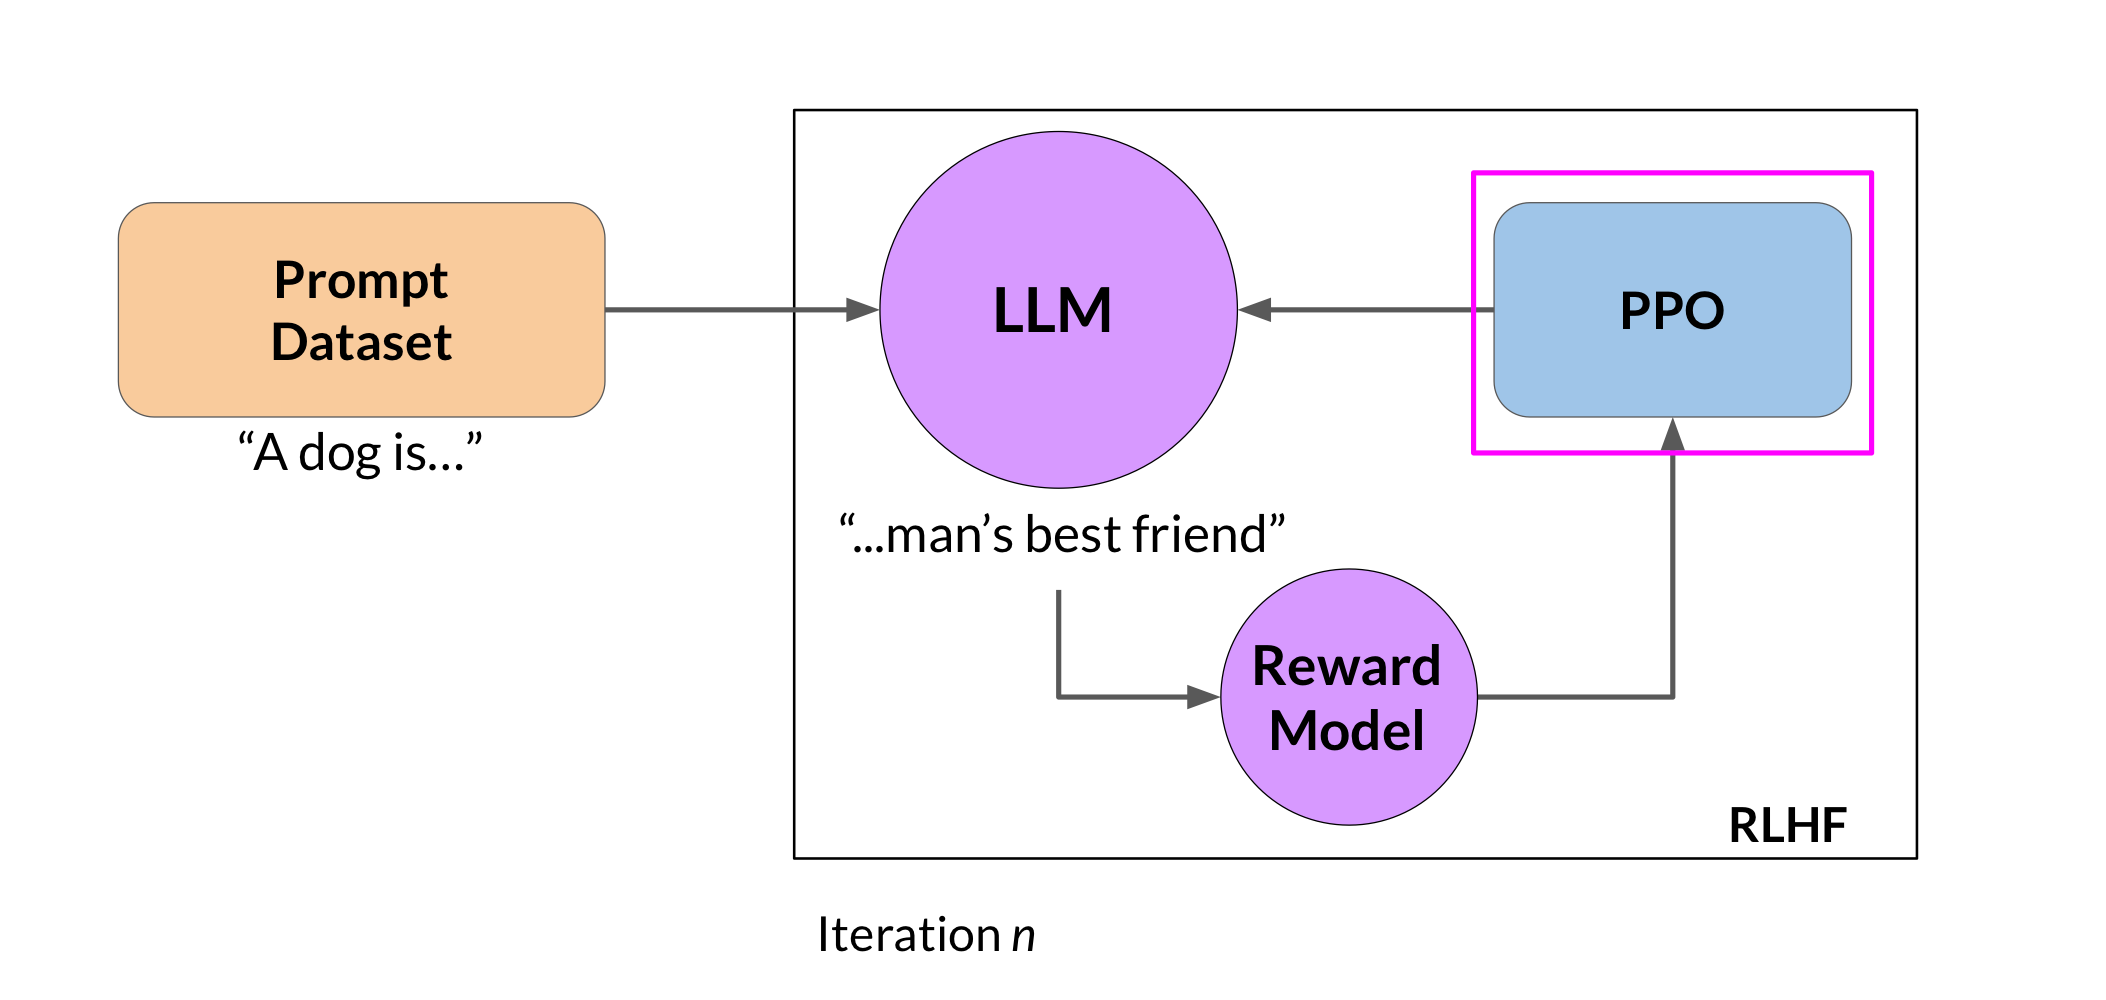 Prompt
Dataset
“A dog is...”
LLM
“...man’s best friend”
PPO
Reward
Model
RLHF
Iteration n